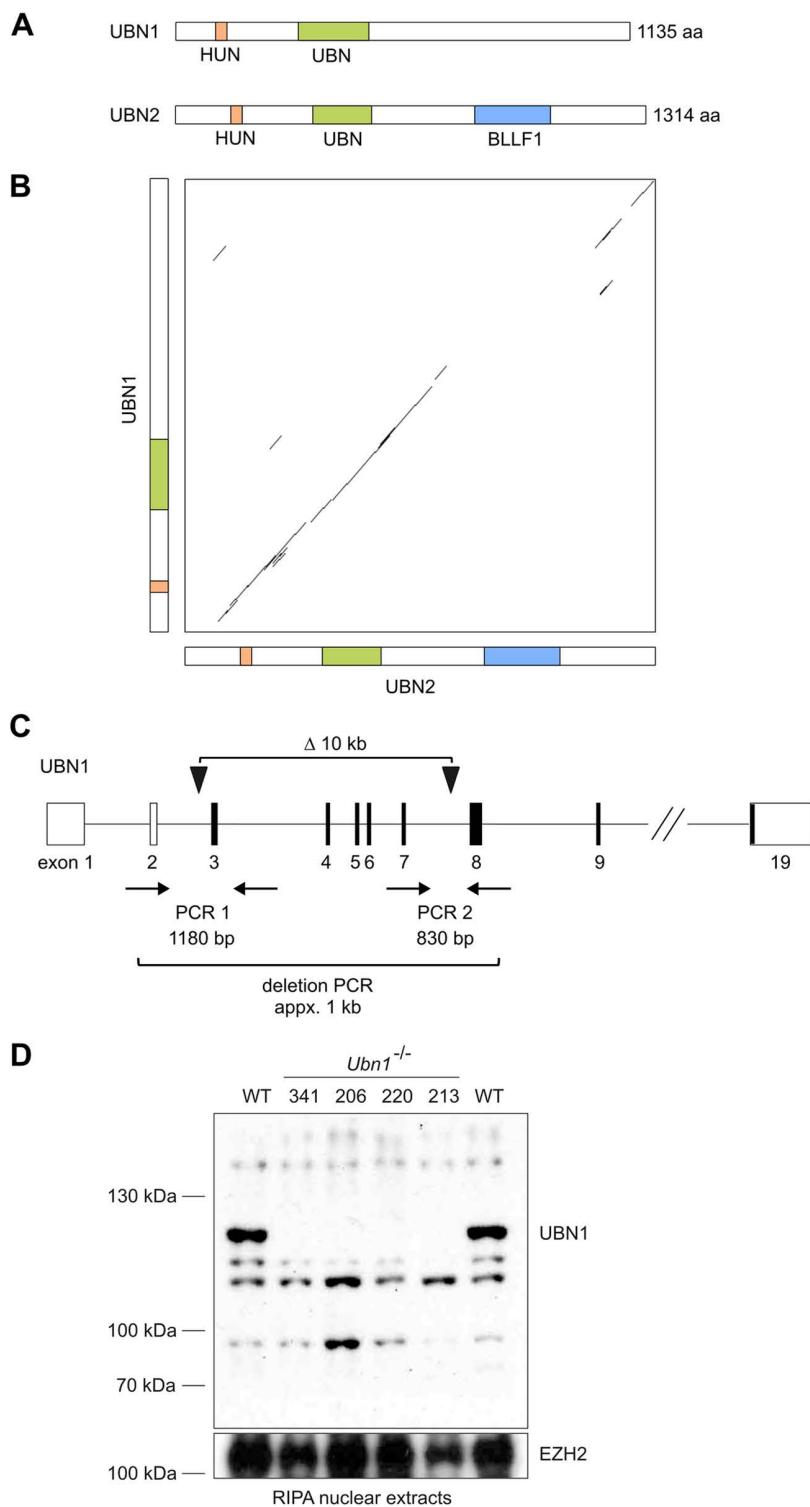 A
UBN1
1135 aa
HUN
UBN
UBN2
1314 aa
HUN
UBN
BLLF1
B
UBN1
UBN2
C
Δ 10 kb
UBN1
exon 1
2
3
4
5
6
7
8
9
19
PCR 1
PCR 2
1180 bp
830 bp
deletion PCR
appx. 1 kb
D
Ubn1-/-
WT 341 206 220 213 WT
130 kDa
UBN1
100 kDa
70 kDa
EZH2
100 kDa
RIPA nuclear extracts